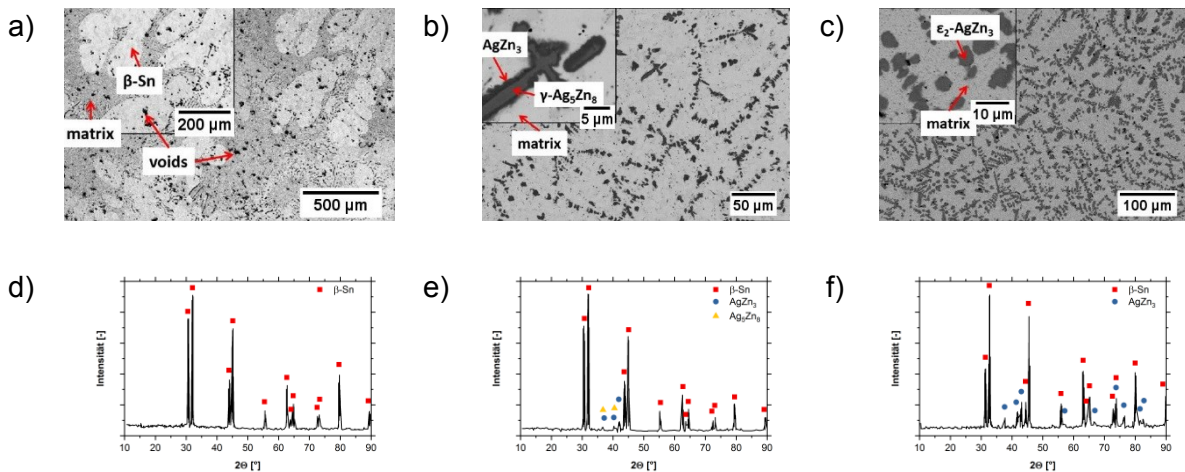 a)
β-Sn
matrix
voids
200 µm
500 µm
b)
AgZn₃
γ-Ag₅Zn₈
matrix
5 µm
50 µm
c)
ε₂-AgZn₃
matrix
10 µm
100 µm
d)
β-Sn
Intensität [-]
10 20 30 40 50 60 70 80 90
2Θ [°]
e)
β-Sn
AgZn₃
Ag₅Zn₈
Intensität [-]
10 20 30 40 50 60 70 80 90
2Θ [°]
f)
β-Sn
AgZn₃
Intensität [-]
10 20 30 40 50 60 70 80 90
2Θ [°]